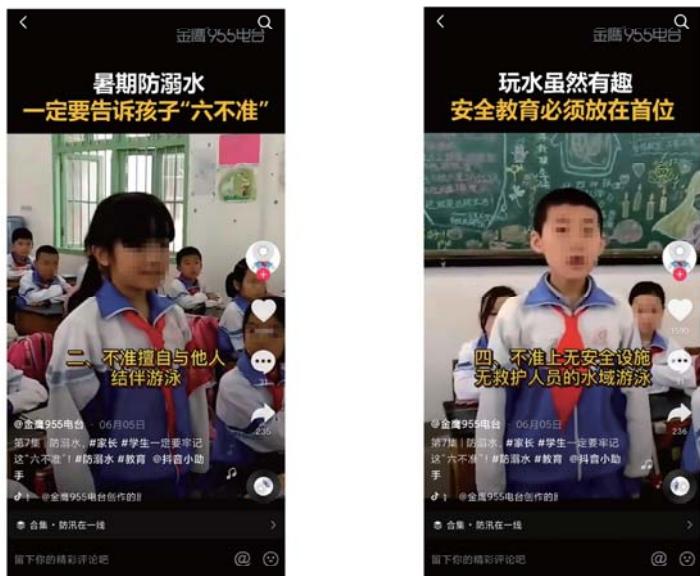 金鹰955电台
暑期防溺水
一定要告诉孩子“六不准”
二、不准擅自与他人
结伴游泳
31
235
@金鹰955电台 · 06月05日
第7集 | 防溺水，#家长 #学生一定要牢记
这“六不准”！#防溺水 #教育 @抖音小助
手
@金鹰955电台创作的
合集 · 防汛在一线
留下你的精彩评论吧
金鹰955电台
玩水虽然有趣
安全教育必须放在首位
四、不准上无安全设施
无救护人员的水域游泳
1590
31
236
@金鹰955电台 · 06月05日
第7集 | 防溺水，#家长 #学生一定要牢记
这“六不准”！#防溺水 #教育 @抖音小助
手
@金鹰955电台创作的
合集 · 防汛在一线
留下你的精彩评论吧